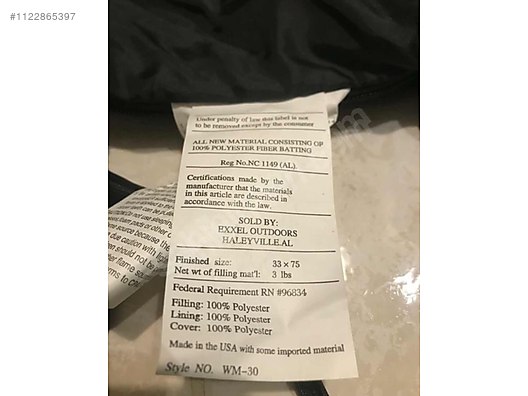 #1122865397
Under penalty of law this label is not
to be removed except by the consumer
ALL NEW MATERIAL CONSISTING OF
100% POLYESTER FIBER BATTING
Reg No.NC 1149 (AL).
Certifications made by the
manufacturer that the materials
in this article are described in
accordance with the law.
SOLD BY:
EXXEL OUTDOORS
HALEYVILLE.AL
Finished size: 33 × 75
Net wt of filling mat'l: 3 lbs
Federal Requirement RN #96834
Filling: 100% Polyester
Lining: 100% Polyester
Cover: 100% Polyester
Made in the USA with some imported material
Style NO. WM-30